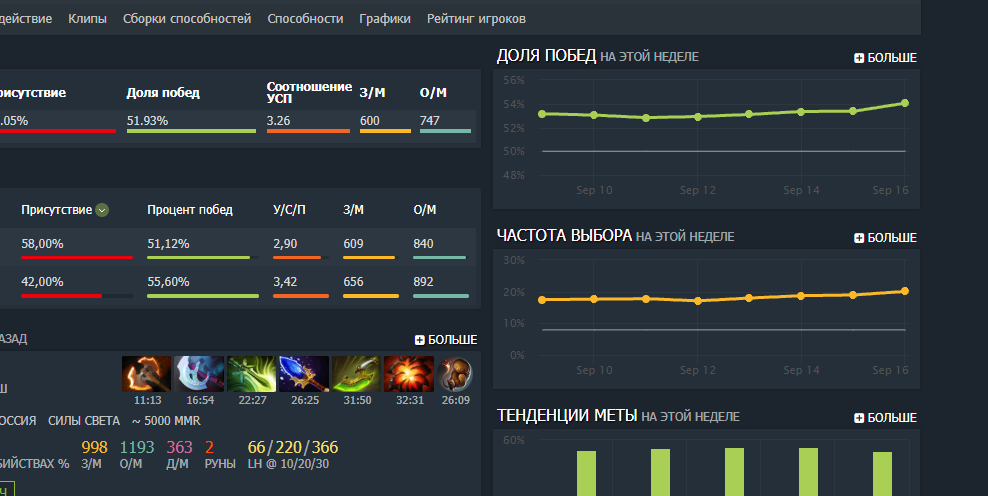 действие Клипы Сборки способностей Способности Графики Рейтинг игроков
рисутствие Доля побед Соотношение УСП З/М О/М
.05% 51.93% 3.26 600 747
Присутствие Процент побед У/С/П З/М О/М
58,00% 51,12% 2,90 609 840
42,00% 55,60% 3,42 656 892
АЗАД БОЛЬШЕ
11:13 16:54 22:27 26:25 31:50 32:31 26:09
Ш
ОССИЯ СИЛЫ СВЕТА ~ 5000 MMR
998 1193 363 2 66/220/366
БИЙСТВАХ % З/М О/М Д/М РУНЫ LH @ 10/20/30
Ч
ДОЛЯ ПОБЕД НА ЭТОЙ НЕДЕЛЕ БОЛЬШЕ
56%
54%
52%
50%
48%
Sep 10 Sep 12 Sep 14 Sep 16
ЧАСТОТА ВЫБОРА НА ЭТОЙ НЕДЕЛЕ БОЛЬШЕ
30%
20%
10%
0%
Sep 10 Sep 12 Sep 14 Sep 16
ТЕНДЕНЦИИ МЕТЫ НА ЭТОЙ НЕДЕЛЕ БОЛЬШЕ
60%